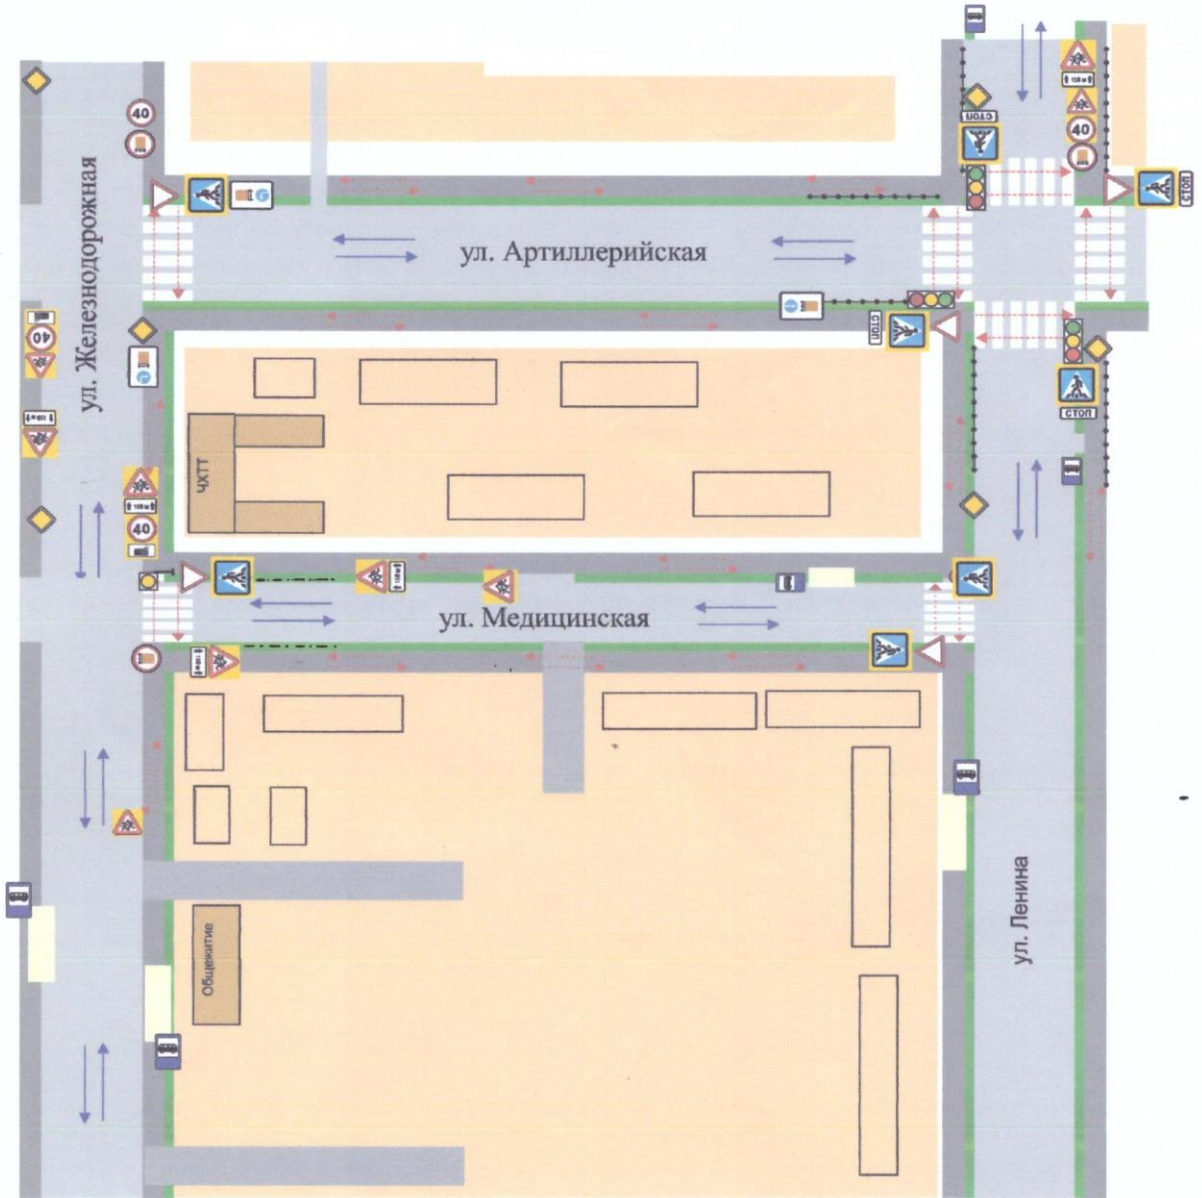 40
СТОП
ул. Железнодорожная
40
СТОП
ул. Артиллерийская
40
СТОП
СТОП
ЧХТТ
40
ул. Медицинская
ул. Ленина
Общежитие